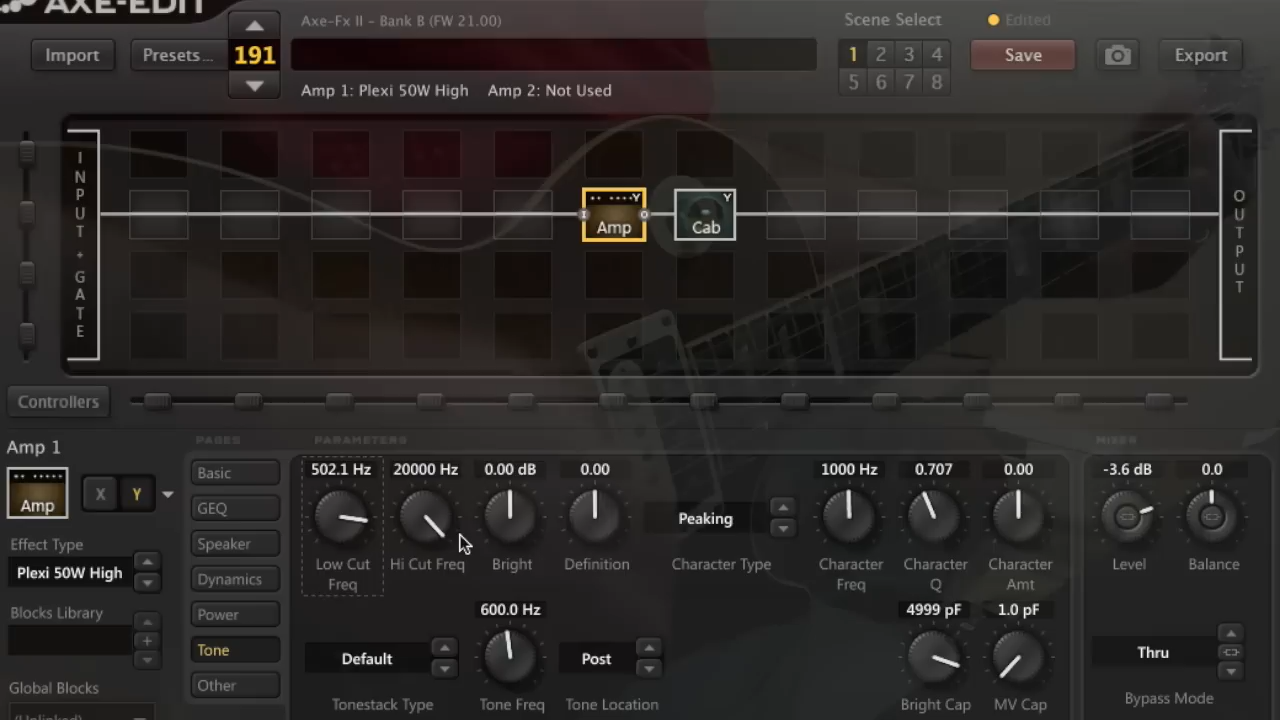 AXE-EDIT
Axe-Fx II – Bank B (FW 21.00)
Scene Select
Edited
Import
Presets...
191
1 2 3 4
5 6 7 8
Save
Export
Amp 1: Plexi 50W High Amp 2: Not Used
INPUT + GATE
Y
Amp
Y
Cab
OUTPUT
Controllers
Amp 1
PAGES
PARAMETERS
MIXER
Amp
X Y
Effect Type
Plexi 50W High
Blocks Library
Global Blocks
(Unlinked)
Basic
GEQ
Speaker
Dynamics
Power
Tone
Other
502.1 Hz 20000 Hz 0.00 dB 0.00
Low Cut Freq
Hi Cut Freq
Bright
Definition
Peaking
Character Type
1000 Hz 0.707 0.00
Character Freq
Character Q
Character Amt
Default
Tonestack Type
600.0 Hz
Tone Freq
Post
Tone Location
4999 pF 1.0 pF
Bright Cap
MV Cap
-3.6 dB 0.0
Level Balance
Thru
Bypass Mode